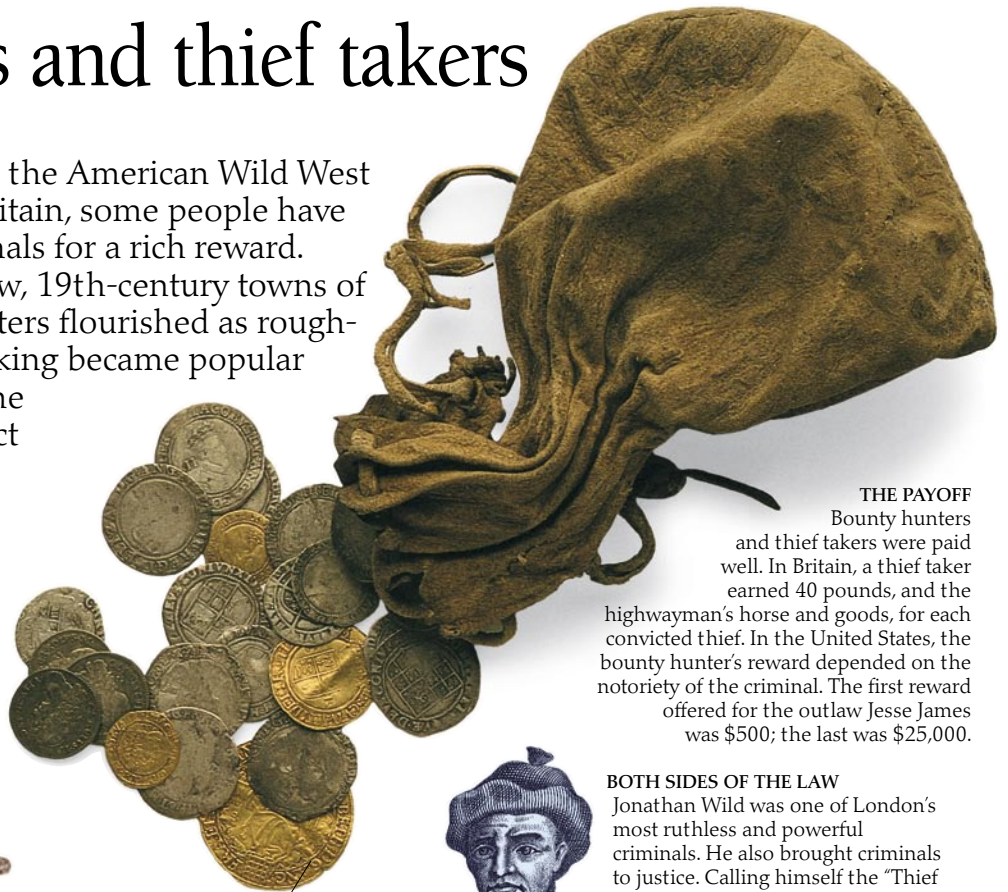 s and thief takers
the American Wild West
itain, some people have
nals for a rich reward.
w, 19th-century towns of
ters flourished as rough-
king became popular
ne
ct
THE PAYOFF
Bounty hunters
and thief takers were paid
well. In Britain, a thief taker
earned 40 pounds, and the
highwayman's horse and goods, for each
convicted thief. In the United States, the
bounty hunter's reward depended on the
notoriety of the criminal. The first reward
offered for the outlaw Jesse James
was $500; the last was $25,000.
BOTH SIDES OF THE LAW
Jonathan Wild was one of London's
most ruthless and powerful
criminals. He also brought criminals
to justice. Calling himself the "Thief